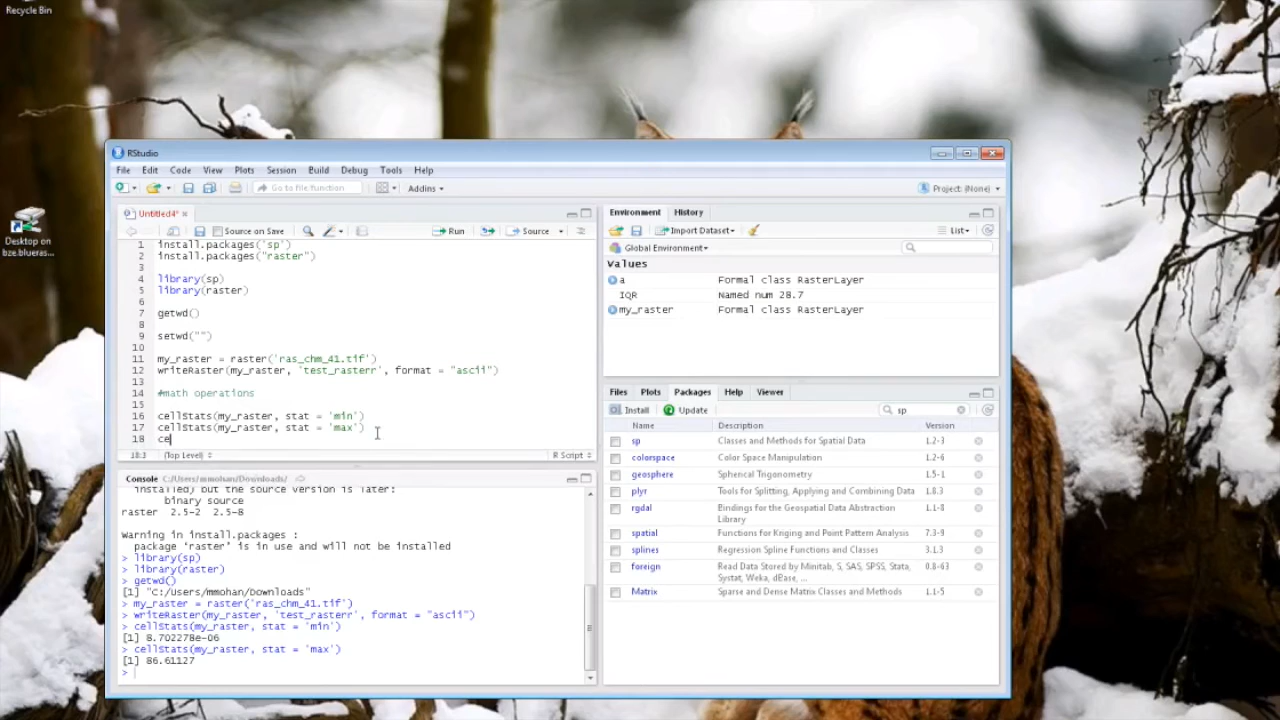 Recycle Bin
Desktop on
bze.blueras...
RStudio
File Edit Code View Plots Session Build Debug Tools Help
Go to file/function Addins Project: (None)
Untitled4*
Source on Save Run Source
1 install.packages('sp')
2 install.packages("raster")
3
4 library(sp)
5 library(raster)
6
7 getwd()
8
9 setwd("")
10
11 my_raster = raster('ras_chm_41.tif')
12 writeRaster(my_raster, 'test_rasterr', format = "ascii")
13
14 #math operations
15
16 cellStats(my_raster, stat = 'min')
17 cellStats(my_raster, stat = 'max')
18 ce
18:3 (Top Level) R Script
Console C:/Users/mmohan/Downloads/
installed) but the source version is later:
binary source
raster 2.5-2 2.5-8
Warning in install.packages :
package 'raster' is in use and will not be installed
> library(sp)
> library(raster)
> getwd()
[1] "C:/Users/mmohan/Downloads"
> my_raster = raster('ras_chm_41.tif')
> writeRaster(my_raster, 'test_rasterr', format = "ascii")
> cellStats(my_raster, stat = 'min')
[1] 8.702278e-06
> cellStats(my_raster, stat = 'max')
[1] 86.61127
>
Environment History
Import Dataset List
Global Environment
Values
a Formal class RasterLayer
IQR Named num 28.7
my_raster Formal class RasterLayer
Files Plots Packages Help Viewer
Install Update sp
Name Description Version
sp Classes and Methods for Spatial Data 1.2-3
colorspace Color Space Manipulation 1.2-6
geosphere Spherical Trigonometry 1.5-1
plyr Tools for Splitting, Applying and Combining Data 1.8.3
rgdal Bindings for the Geospatial Data Abstraction 1.1-8
Library
spatial Functions for Kriging and Point Pattern Analysis 7.3-9
splines Regression Spline Functions and Classes 3.1.3
foreign Read Data Stored by Minitab, S, SAS, SPSS, Stata, 0.8-63
Systat, Weka, dBase, ...
Matrix Sparse and Dense Matrix Classes and Methods 1.1-5